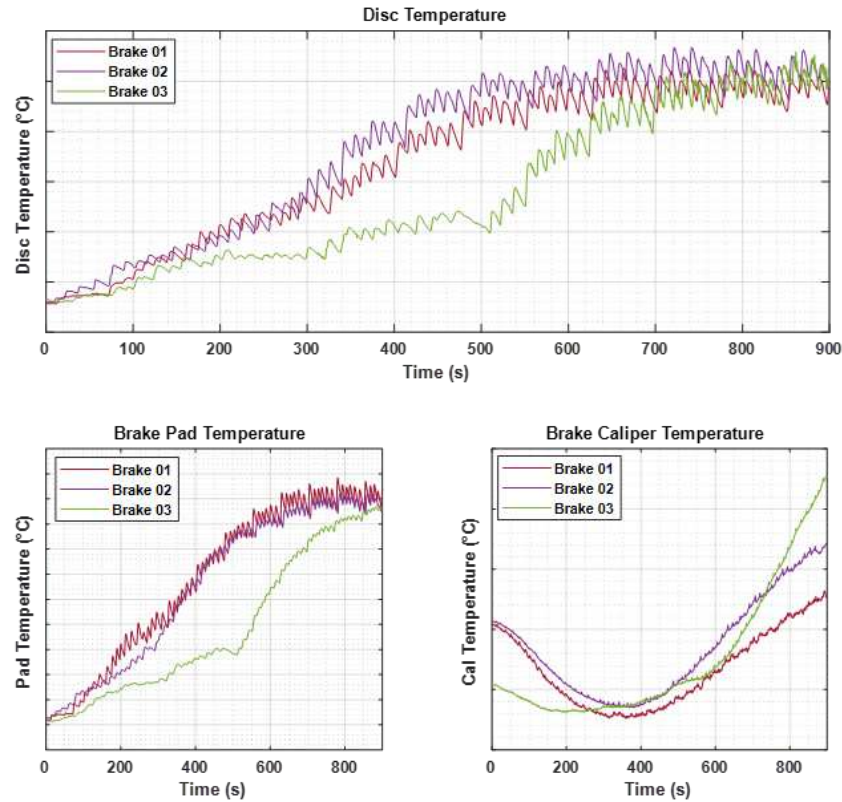 Disc Temperature
Brake 01
Brake 02
Brake 03
Disc Temperature (°C)
0 100 200 300 400 500 600 700 800 900
Time (s)
Brake Pad Temperature
Brake 01
Brake 02
Brake 03
Pad Temperature (°C)
0 200 400 600 800
Time (s)
Brake Caliper Temperature
Brake 01
Brake 02
Brake 03
Cal Temperature (°C)
0 200 400 600 800
Time (s)